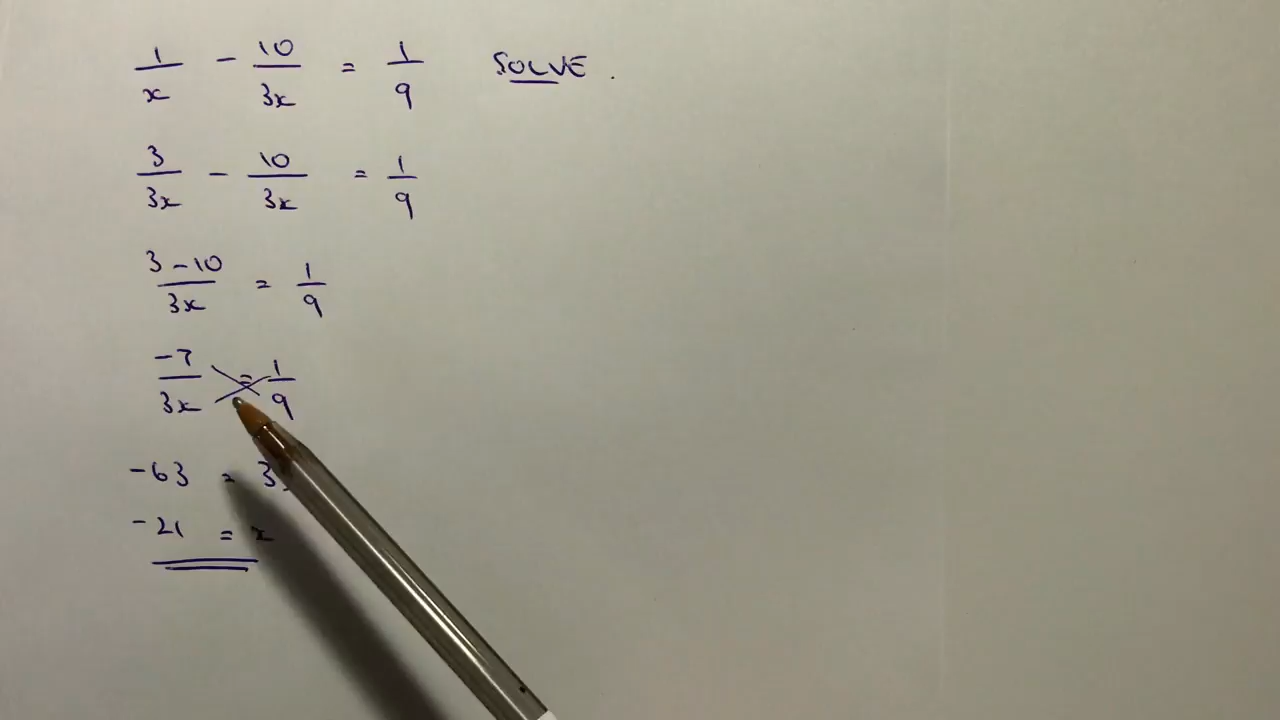 1/x - 10/3x = 1/9 SOLVE.
3/3x - 10/3x = 1/9
3-10/3x = 1/9
-7/3x = 1/9
-63 = 3
-21 = x